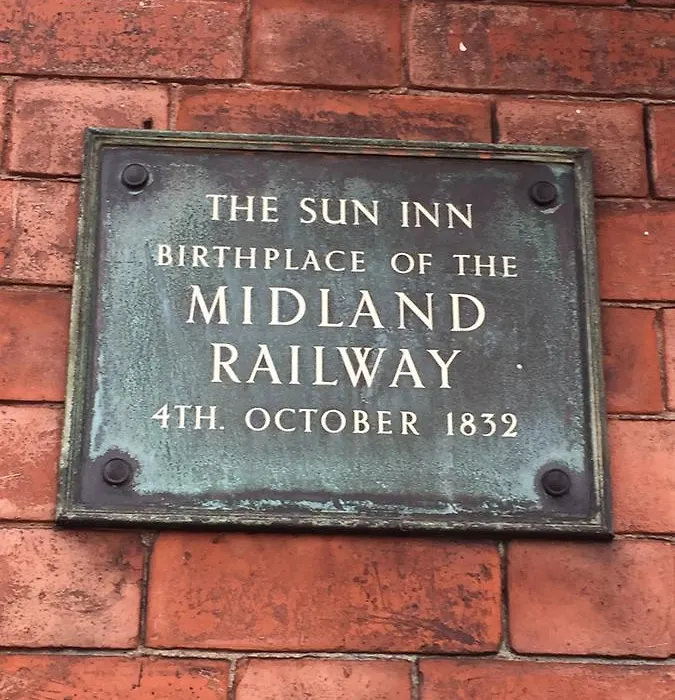 THE SUN INN
BIRTHPLACE OF THE
MIDLAND
RAILWAY
4TH. OCTOBER 1832